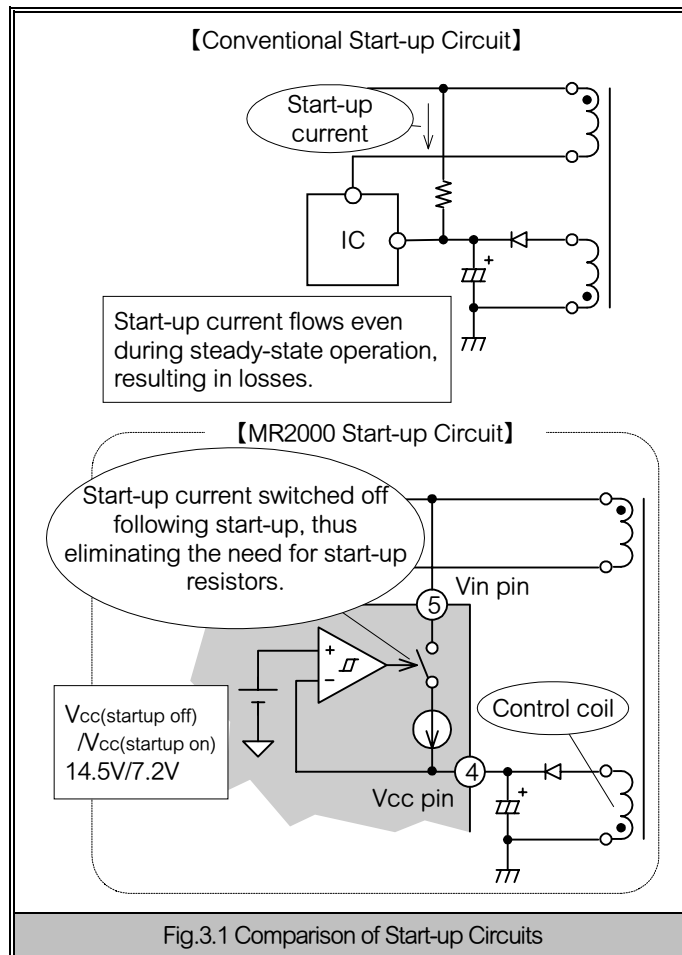 【Conventional Start-up Circuit】
Start-up
current
IC
+
Start-up current flows even
during steady-state operation,
resulting in losses.
【MR2000 Start-up Circuit】
Start-up current switched off
following start-up, thus
eliminating the need for start-up
resistors.
Vin pin
5
+
−
Vcc(startup off)
/Vcc(startup on)
14.5V/7.2V
Control coil
4
Vcc pin
+
Fig.3.1 Comparison of Start-up Circuits